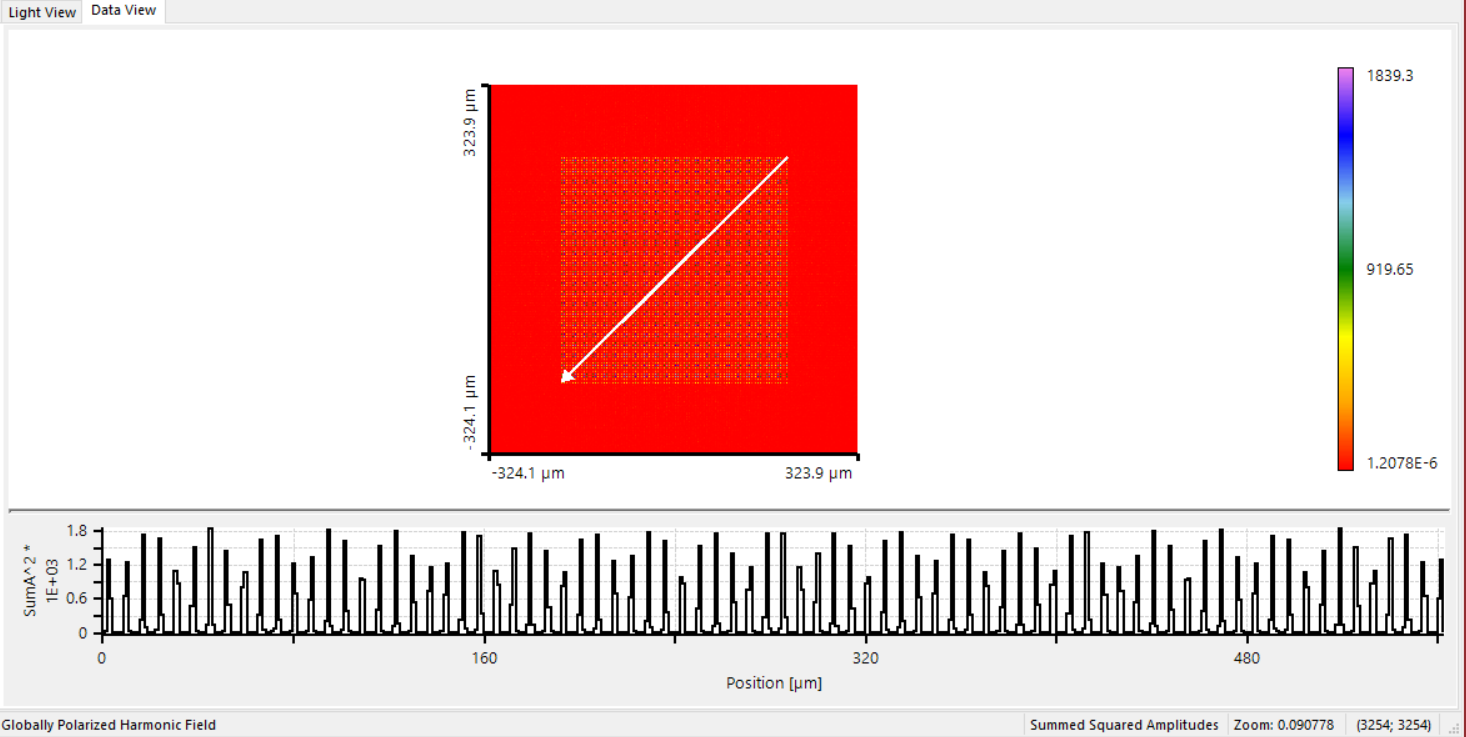 Light View
Data View
323.9 µm
-324.1 µm
-324.1 µm
323.9 µm
1839.3
919.65
1.2078E-6
SumA^2 *
1E+03
1.8
1.2
0.6
0
0
160
320
480
Position [µm]
Globally Polarized Harmonic Field
Summed Squared Amplitudes
Zoom: 0.090778
(3254; 3254)